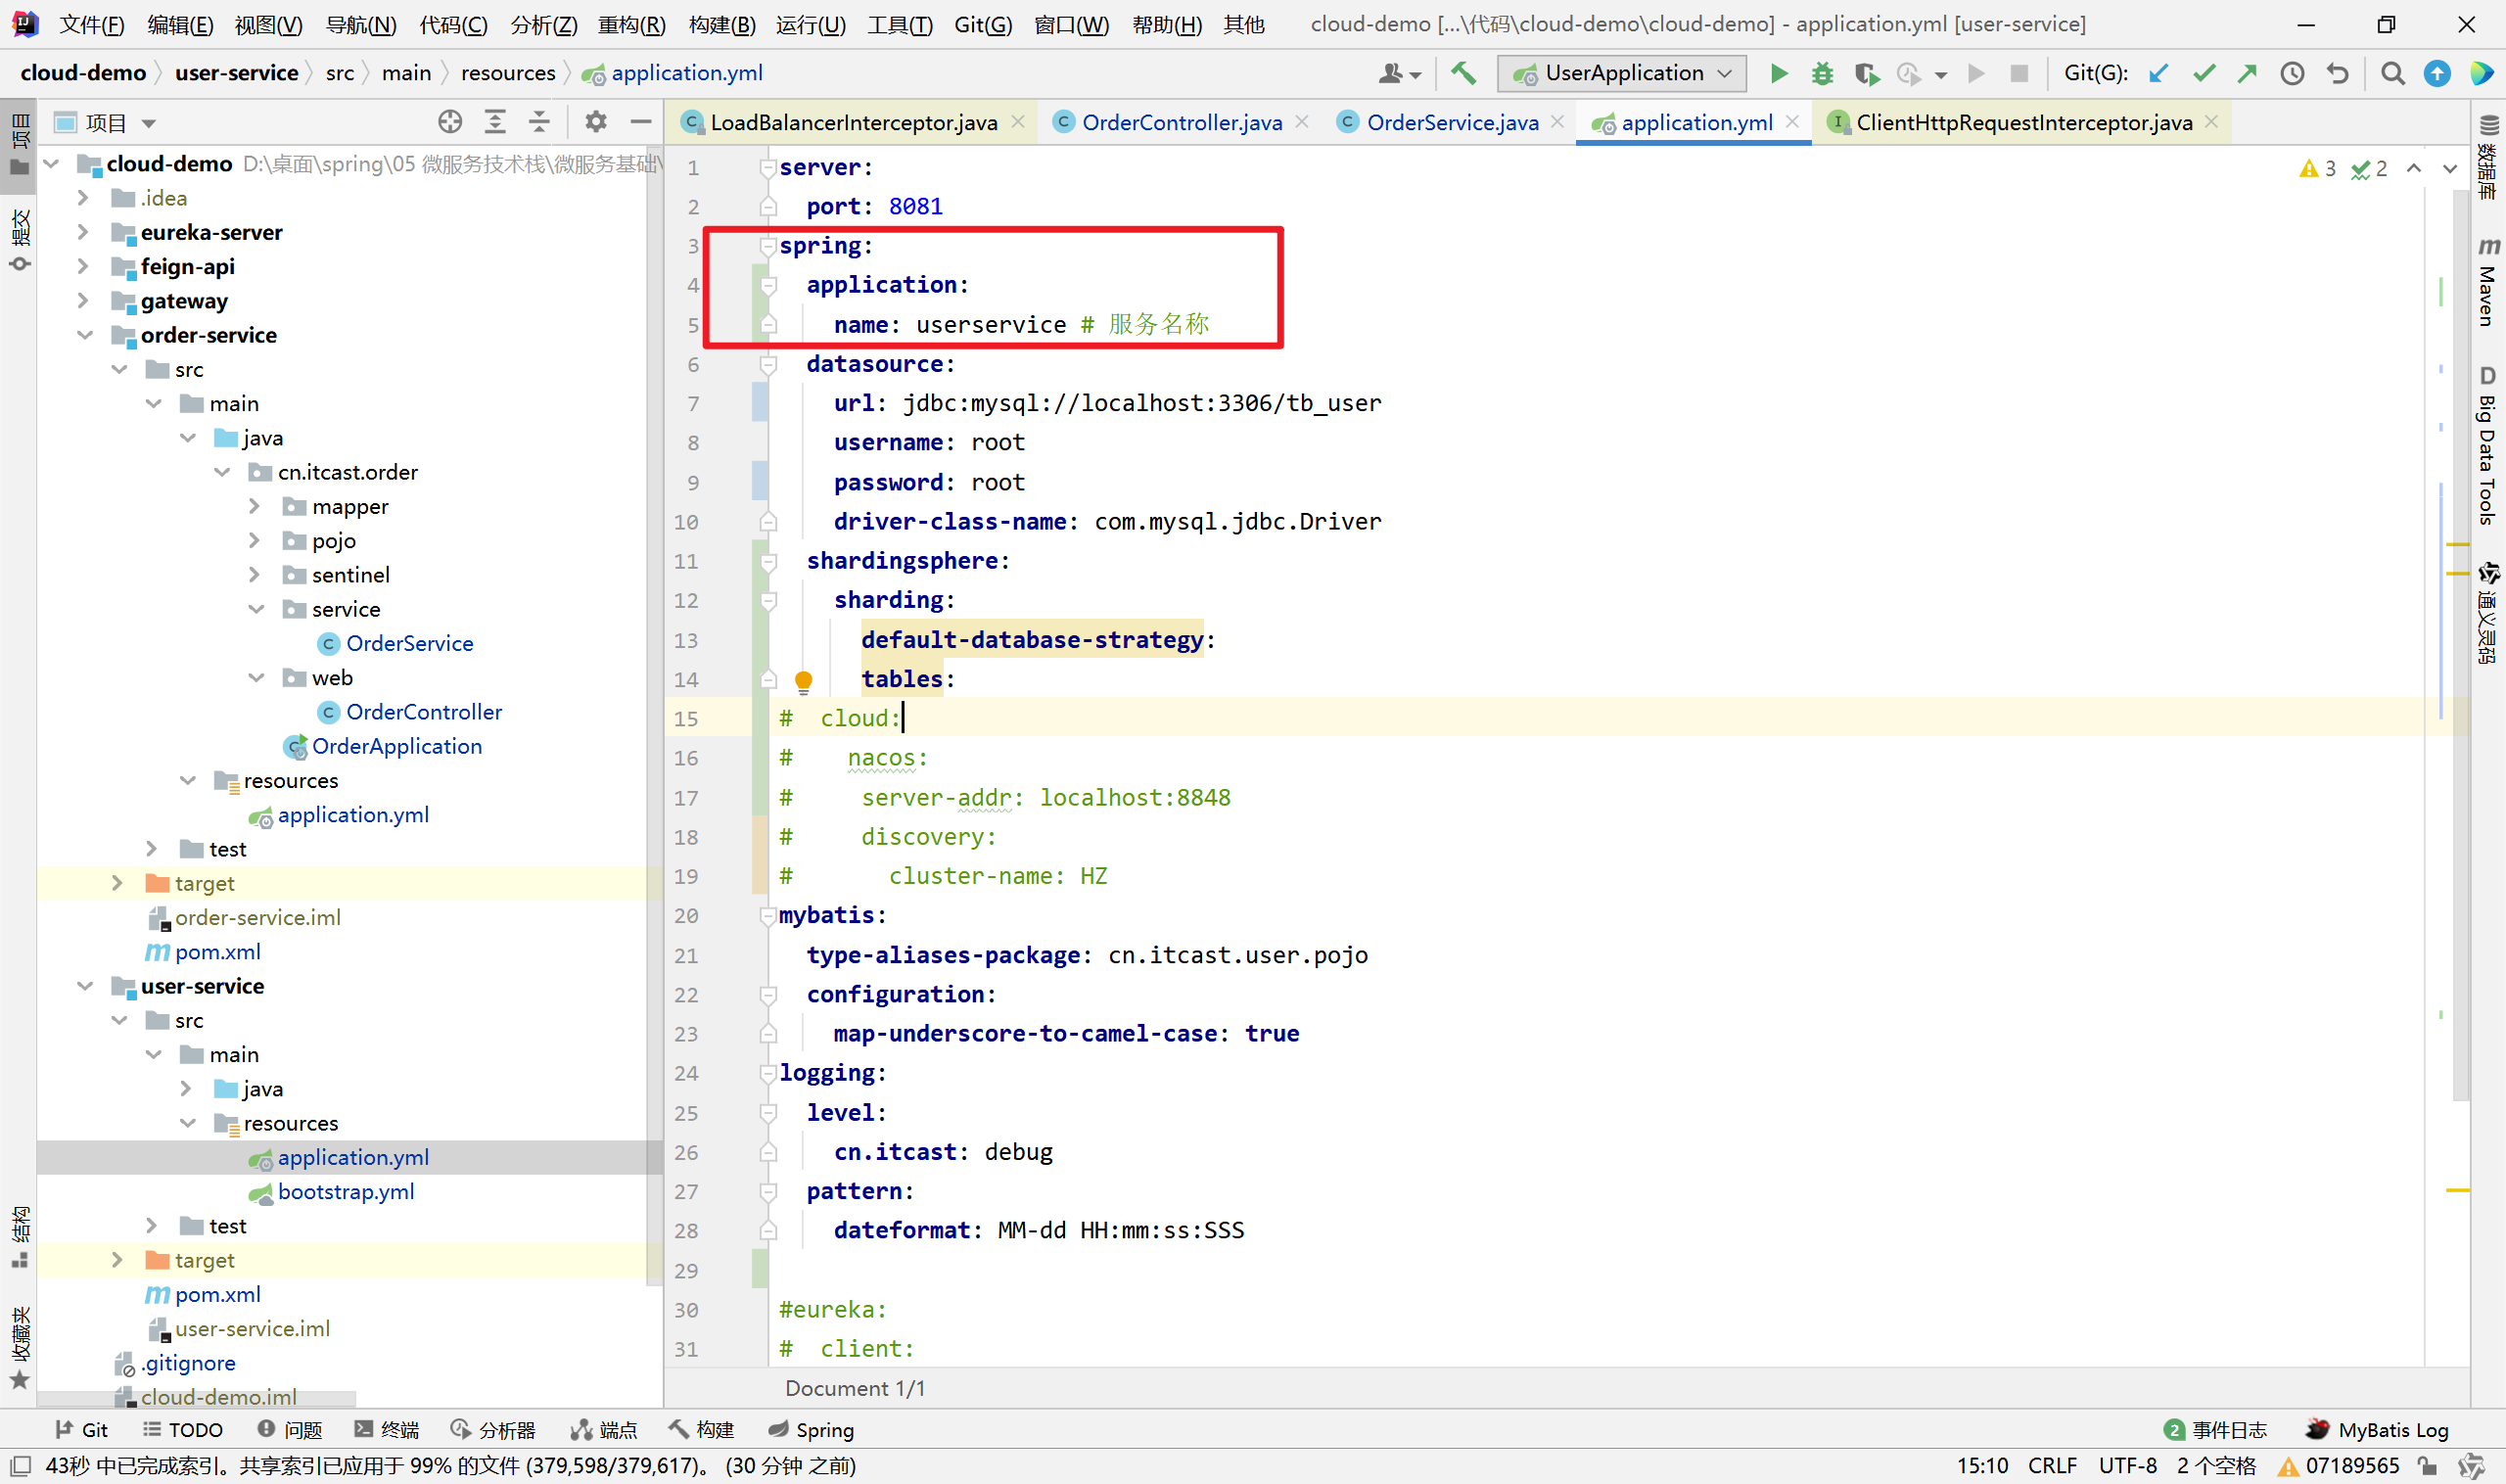 文件(F) 编辑(E) 视图(V) 导航(N) 代码(C) 分析(Z) 重构(R) 构建(B) 运行(U) 工具(T) Git(G) 窗口(W) 帮助(H) 其他 cloud-demo [...\代码\cloud-demo\cloud-demo] - application.yml [user-service]
cloud-demo user-service src main resources application.yml UserApplication Git(G):
项目
LoadBalancerInterceptor.java OrderController.java OrderService.java application.yml ClientHttpRequestInterceptor.java
项目
提交
结构
收藏夹
cloud-demo D:\桌面\spring\05 微服务技术栈\微服务基础\
.idea
eureka-server
feign-api
gateway
order-service
src
main
java
cn.itcast.order
mapper
pojo
sentinel
service
OrderService
web
OrderController
OrderApplication
resources
application.yml
test
target
order-service.iml
pom.xml
user-service
src
main
java
resources
application.yml
bootstrap.yml
test
target
pom.xml
user-service.iml
.gitignore
cloud-demo.iml
3 2
1 server:
2   port: 8081
3 spring:
4   application:
5     name: userservice # 服务名称
6   datasource:
7     url: jdbc:mysql://localhost:3306/tb_user
8     username: root
9     password: root
10     driver-class-name: com.mysql.jdbc.Driver
11   shardingsphere:
12     sharding:
13       default-database-strategy:
14       tables:
15 #  cloud:
16 #    nacos:
17 #     server-addr: localhost:8848
18 #     discovery:
19 #       cluster-name: HZ
20 mybatis:
21   type-aliases-package: cn.itcast.user.pojo
22   configuration:
23     map-underscore-to-camel-case: true
24 logging:
25   level:
26     cn.itcast: debug
27   pattern:
28     dateformat: MM-dd HH:mm:ss:SSS
29
30 #eureka:
31 #  client:
Document 1/1
数据库
Maven
Big Data Tools
通义灵码
Git TODO 问题 终端 分析器 端点 构建 Spring 2 事件日志 MyBatis Log
43秒 中已完成索引。共享索引已应用于 99% 的文件 (379,598/379,617)。 (30 分钟 之前) 15:10 CRLF UTF-8 2 个空格 07189565